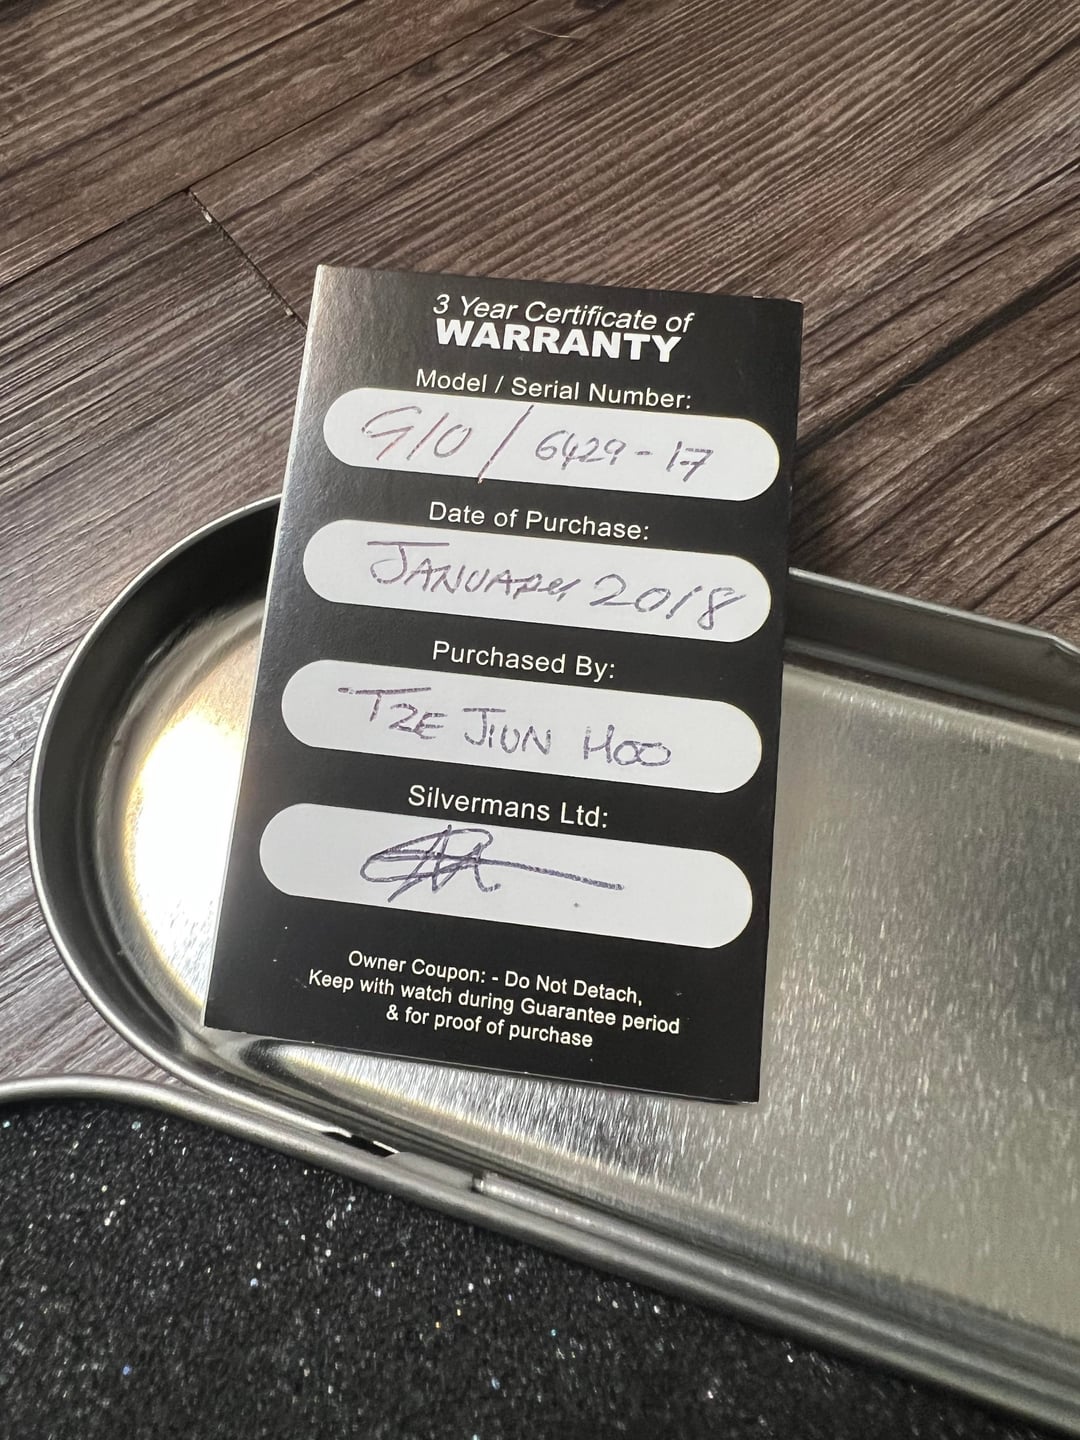 3 Year Certificate of
WARRANTY
Model / Serial Number:
G10 / 6429-17
Date of Purchase:
JANUARY 2018
Purchased By:
TZE JIUN HOO
Silvermans Ltd:
Owner Coupon: - Do Not Detach,
Keep with watch during Guarantee period
& for proof of purchase